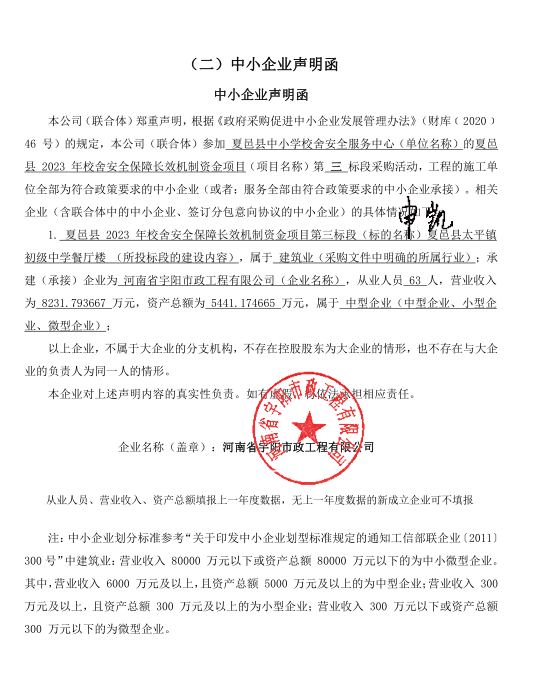 （二）中小企业声明函
中小企业声明函
本公司（联合体）郑重声明，根据《政府采购促进中小企业发展管理办法》（财库﹝2020﹞
46 号）的规定，本公司（联合体）参加 夏邑县中小学校舍安全服务中心（单位名称）的夏邑
县 2023 年校舍安全保障长效机制资金项目（项目名称）第 三 标段采购活动，工程的施工单
位全部为符合政策要求的中小企业（或者：服务全部由符合政策要求的中小企业承接）。相关
企业（含联合体中的中小企业、签订分包意向协议的中小企业）的具体情况如下：
申凯
1. 夏邑县 2023 年校舍安全保障长效机制资金项目第三标段（标的名称）夏邑县太平镇
初级中学餐厅楼 （所投标段的建设内容），属于 建筑业（采购文件中明确的所属行业）；承
建（承接）企业为 河南省宇阳市政工程有限公司（企业名称），从业人员 63 人，营业收入
为 8231.793667 万元，资产总额为 5441.174665 万元，属于 中型企业（中型企业、小型企
业、微型企业）；
以上企业，不属于大企业的分支机构，不存在控股股东为大企业的情形，也不存在与大企
业的负责人为同一人的情形。
本企业对上述声明内容的真实性负责。如有虚假，将依法承担相应责任。
河南省宇阳市政工程有限公司
企业名称（盖章）：河南省宇阳市政工程有限公司
从业人员、营业收入、资产总额填报上一年度数据，无上一年度数据的新成立企业可不填报
注：中小企业划分标准参考“关于印发中小企业划型标准规定的通知工信部联企业〔2011〕
300 号”中建筑业：营业收入 80000 万元以下或资产总额 80000 万元以下的为中小微型企业。
其中，营业收入 6000 万元及以上，且资产总额 5000 万元及以上的为中型企业；营业收入 300
万元及以上，且资产总额 300 万元及以上的为小型企业；营业收入 300 万元以下或资产总额
300 万元以下的为微型企业。